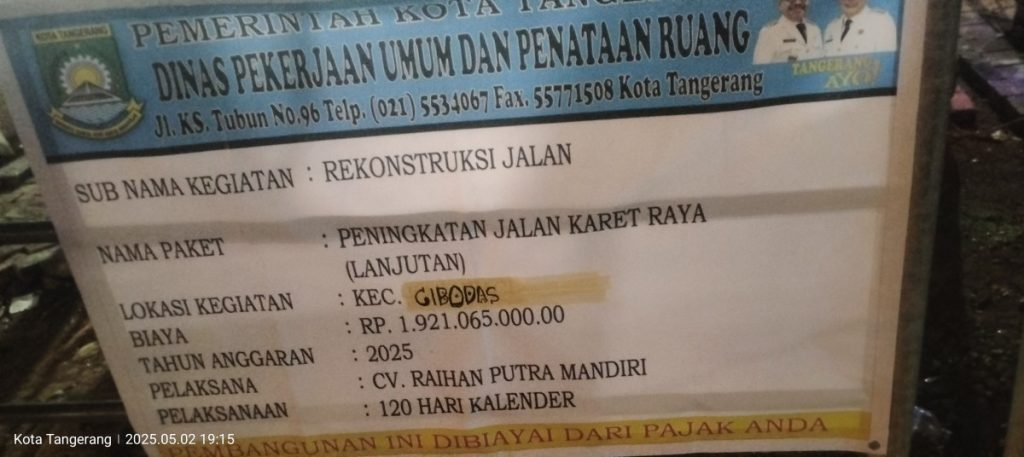 KOTA TANGERANG
PEMERINTAH KOTA
DINAS PEKERJAAN UMUM DAN PENATAAN RUANG
Jl. KS. Tubun No.96 Telp. (021) 5534067 Fax. 55771508 Kota Tangerang
TANGERANG
AYO
SUB NAMA KEGIATAN : REKONSTRUKSI JALAN
NAMA PAKET : PENINGKATAN JALAN KARET RAYA
(LANJUTAN)
LOKASI KEGIATAN : KEC. CIBODAS
BIAYA : RP. 1.921.065.000.00
TAHUN ANGGARAN : 2025
PELAKSANA : CV. RAIHAN PUTRA MANDIRI
PELAKSANAAN : 120 HARI KALENDER
PEMBANGUNAN INI DIBIAYAI DARI PAJAK ANDA
Kota Tangerang | 2025.05.02 19:15